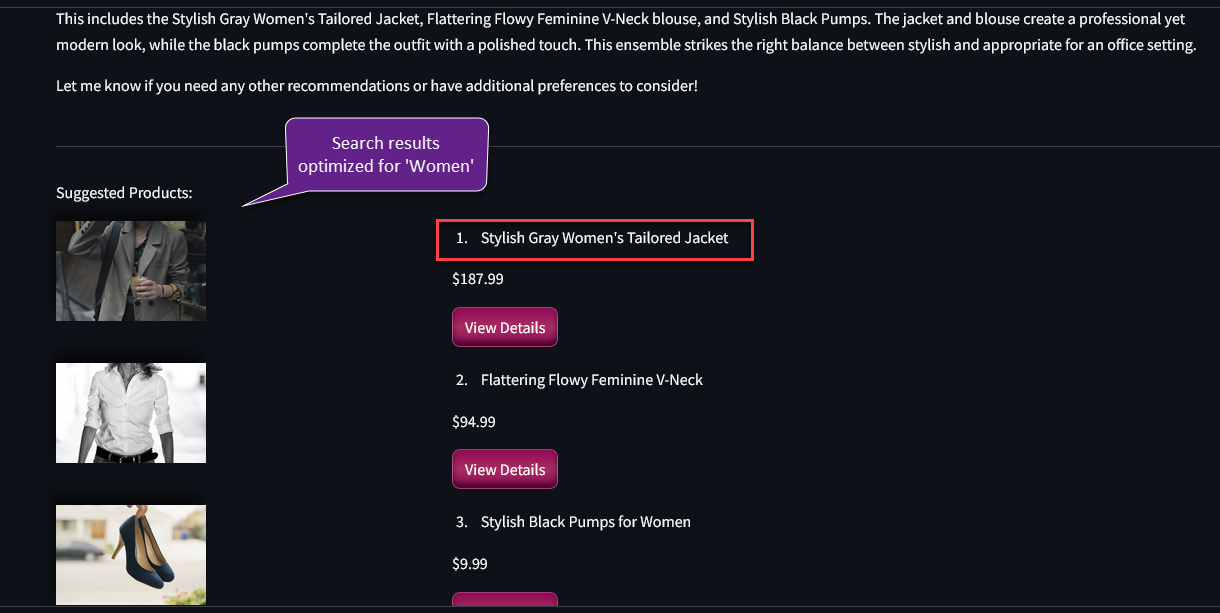 This includes the Stylish Gray Women's Tailored Jacket, Flattering Flowy Feminine V-Neck blouse, and Stylish Black Pumps. The jacket and blouse create a professional yet
modern look, while the black pumps complete the outfit with a polished touch. This ensemble strikes the right balance between stylish and appropriate for an office setting.
Let me know if you need any other recommendations or have additional preferences to consider!
Search results
optimized for 'Women'
Suggested Products:
1. Stylish Gray Women's Tailored Jacket
$187.99
View Details
2. Flattering Flowy Feminine V-Neck
$94.99
View Details
3. Stylish Black Pumps for Women
$9.99